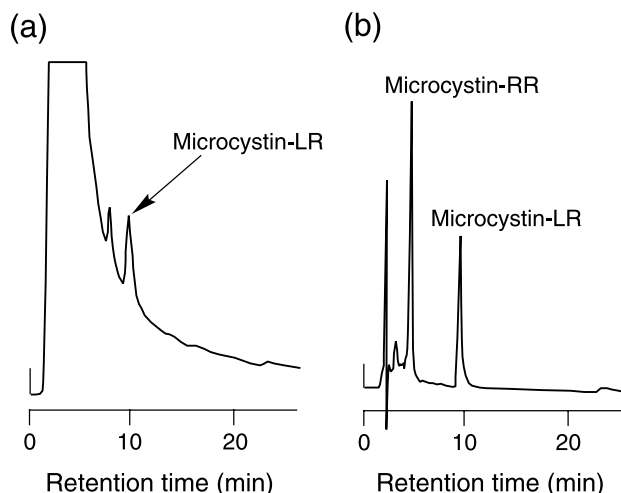 (a)
Microcystin-LR
0 10 20
Retention time (min)
(b)
Microcystin-RR
Microcystin-LR
0 10 20
Retention time (min)